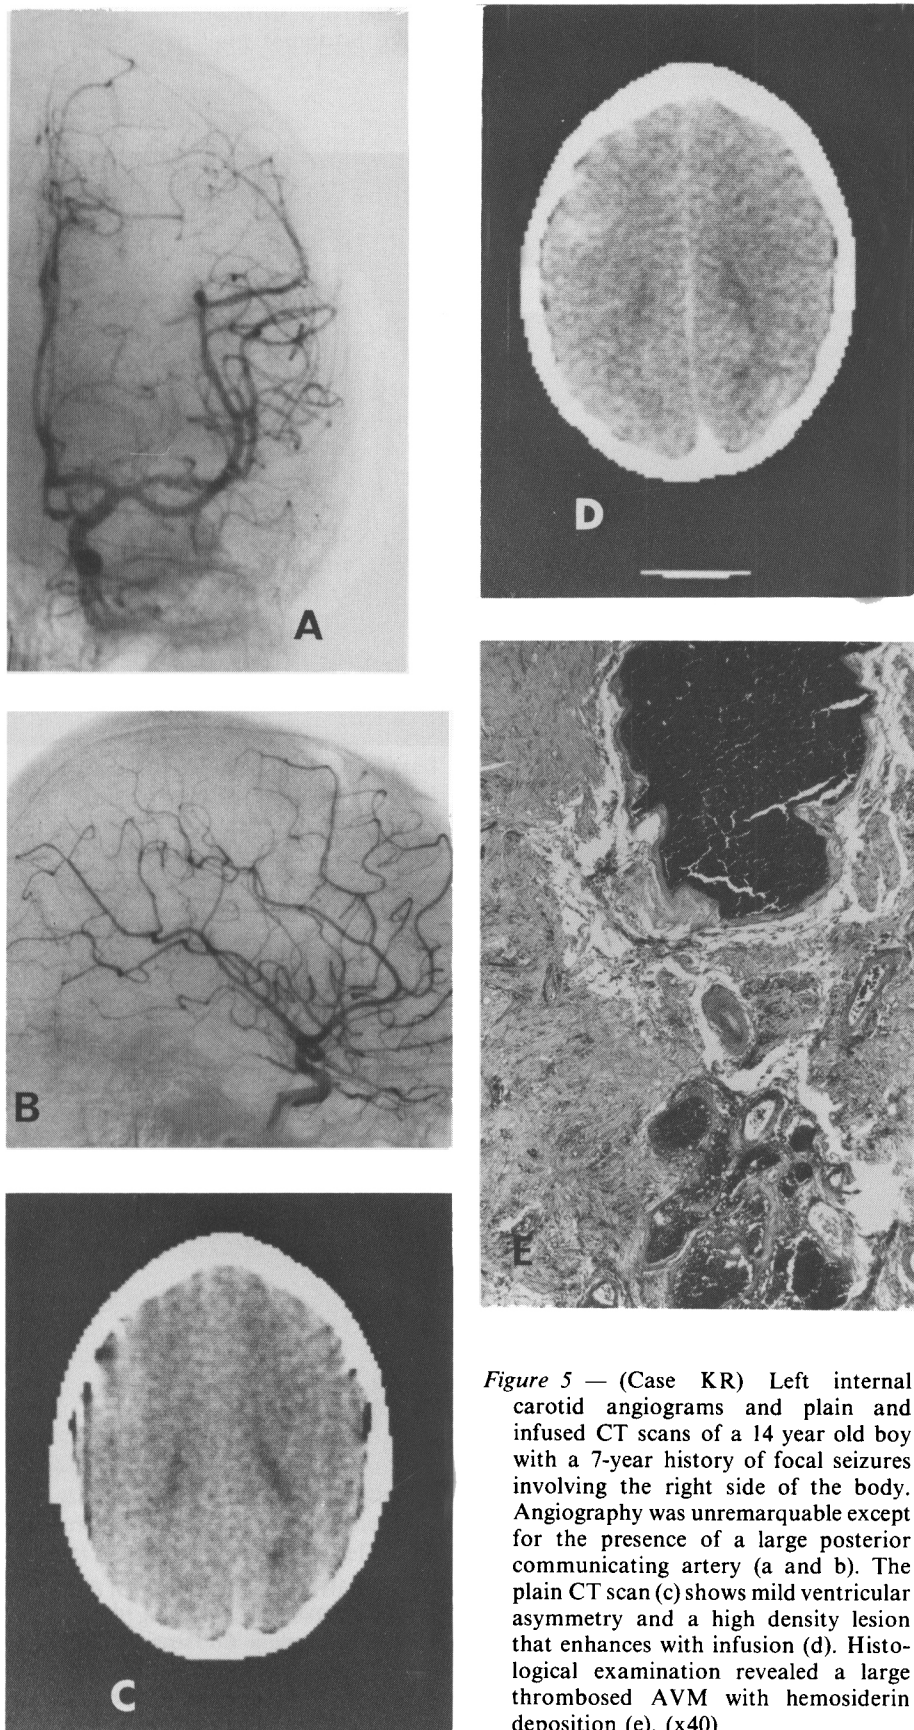 A
D
B
E
C
Figure 5 — (Case KR) Left internal
carotid angiograms and plain and
infused CT scans of a 14 year old boy
with a 7-year history of focal seizures
involving the right side of the body.
Angiography was unremarquable except
for the presence of a large posterior
communicating artery (a and b). The
plain CT scan (c) shows mild ventricular
asymmetry and a high density lesion
that enhances with infusion (d). Histo-
logical examination revealed a large
thrombosed AVM with hemosiderin
deposition (e). (x40)